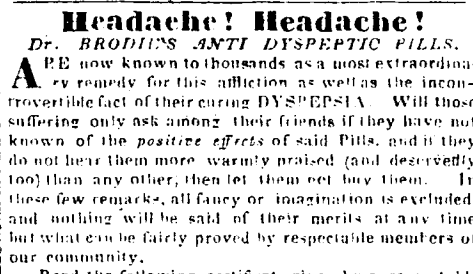 Headache! Headache!
Dr. BRODIE'S ANTI DYSPEPTIC PILLS.
ARE now known to thousands as a most extraordina-
ry remedy for this affliction as well as the incon-
trovertible fact of their curing DYSPEPSIA. Will those
suffering only ask among their friends if they have not
known of the positive effects of said Pills, and if they
do not hear them more warmly praised (and deservedly
too) than any other, then let them not buy them. In
these few remarks, all fancy or imagination is excluded
and nothing will be said of their merits at any time
but what can be fairly proved by respectable members of
our community.
Read the following